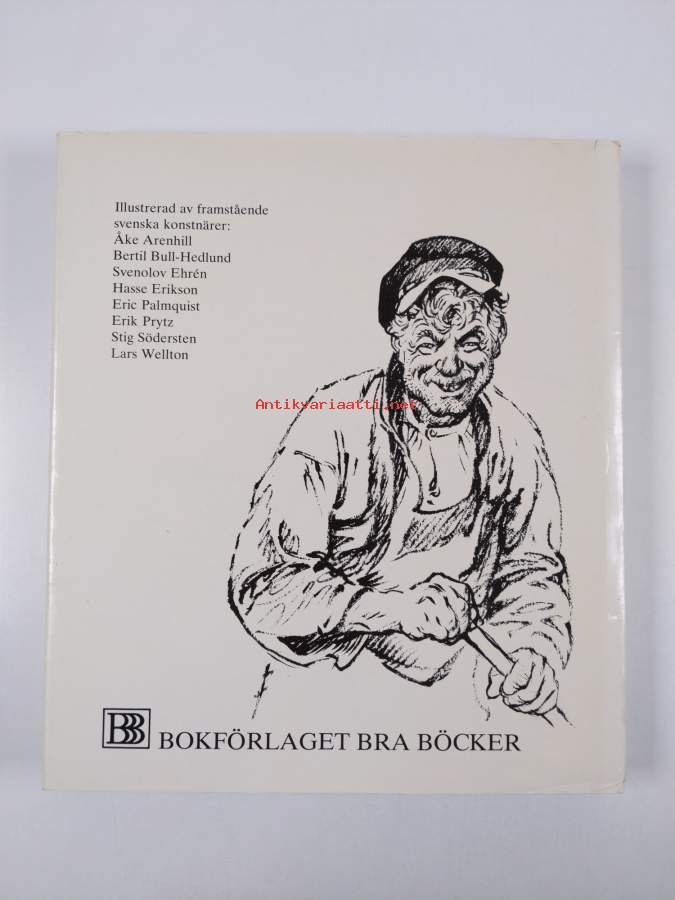 Illustrerad av framstående
svenska konstnärer:
Åke Arenhill
Bertil Bull-Hedlund
Svenolov Ehrén
Hasse Erikson
Eric Palmquist
Erik Prytz
Stig Södersten
Lars Wellton
Antikvariaatti.net
BBB BOKFÖRLAGET BRA BÖCKER